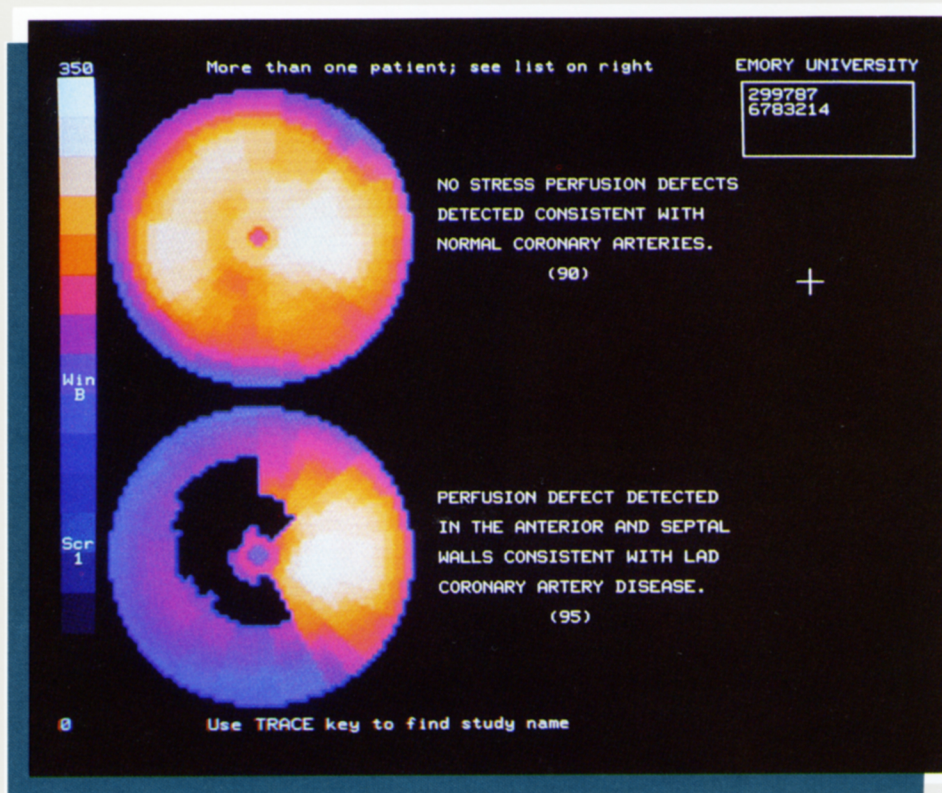 350
More than one patient; see list on right
EMORY UNIVERSITY
299787
6783214
NO STRESS PERFUSION DEFECTS
DETECTED CONSISTENT WITH
NORMAL CORONARY ARTERIES.
(90)
Win
B
PERFUSION DEFECT DETECTED
IN THE ANTERIOR AND SEPTAL
WALLS CONSISTENT WITH LAD
CORONARY ARTERY DISEASE.
(95)
Scr
1
0
Use TRACE key to find study name